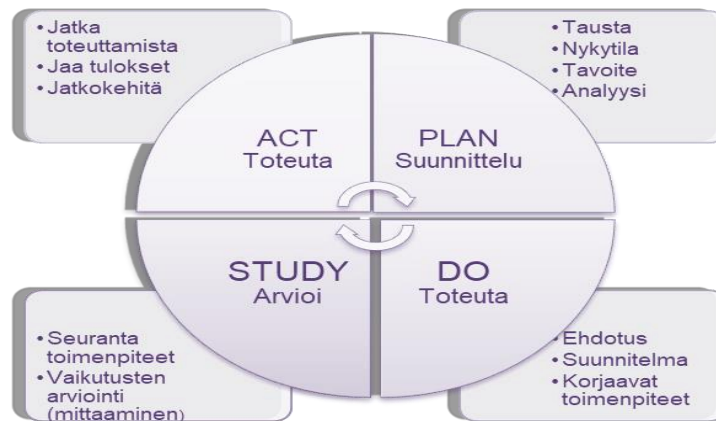 • Jatka
toteuttamista
• Jaa tulokset
• Jatkokehitä
• Tausta
• Nykytila
• Tavoite
• Analyysi
ACT
Toteuta
PLAN
Suunnittelu
STUDY
Arvioi
DO
Toteuta
• Seuranta
toimenpiteet
• Vaikutusten
arviointi
(mittaaminen)
• Ehdotus
• Suunnitelma
• Korjaavat
toimenpiteet